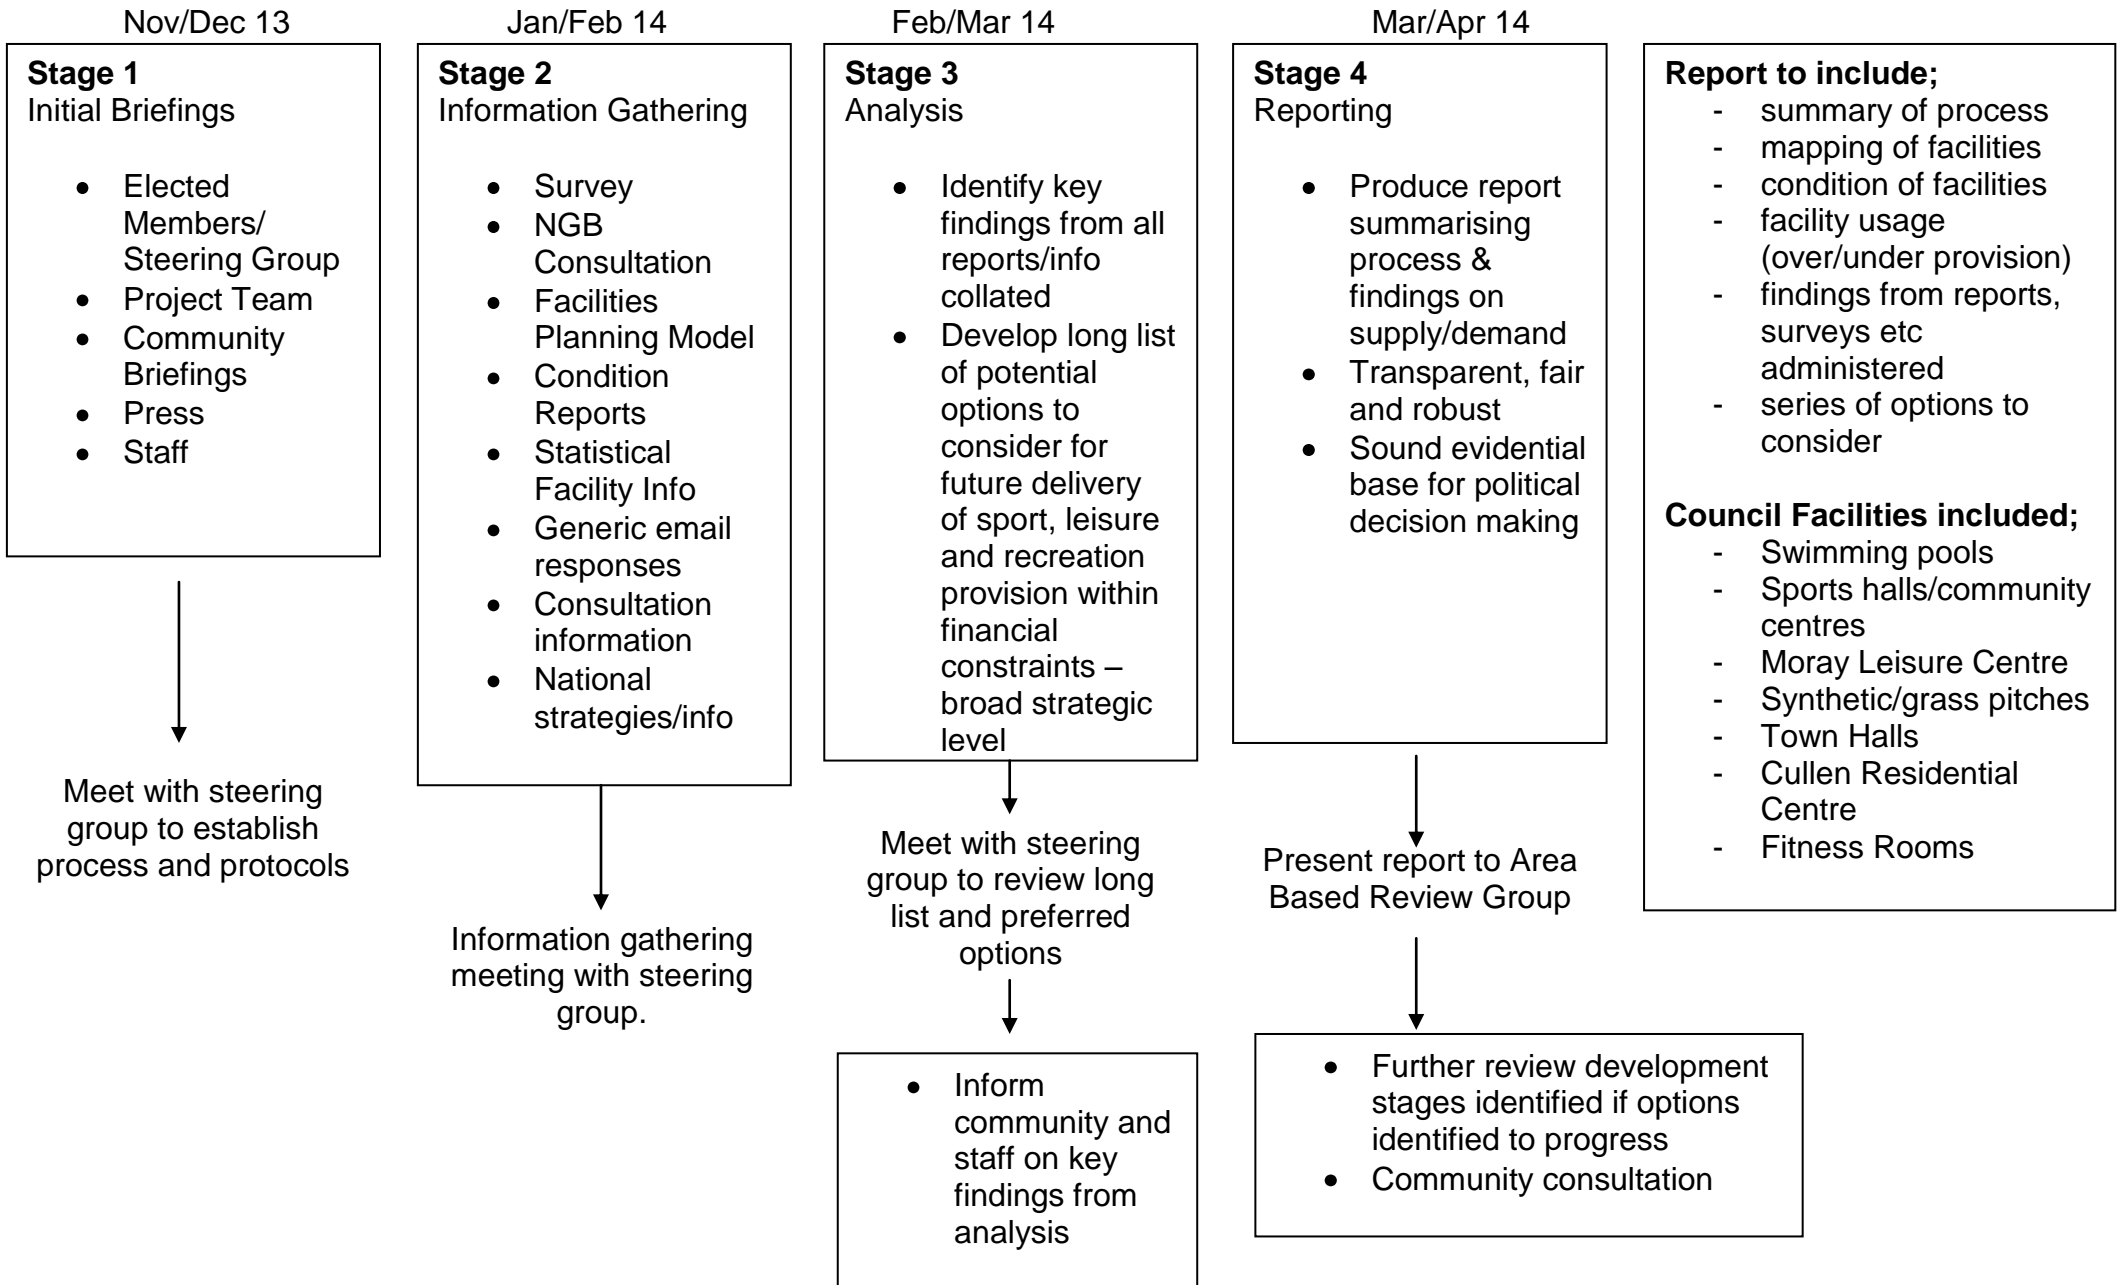 Nov/Dec 13
Stage 1
Initial Briefings
• Elected
Members/
Steering Group
• Project Team
• Community
Briefings
• Press
• Staff
Meet with steering
group to establish
process and protocols
Jan/Feb 14
Stage 2
Information Gathering
• Survey
• NGB
Consultation
• Facilities
Planning Model
• Condition
Reports
• Statistical
Facility Info
• Generic email
responses
• Consultation
information
• National
strategies/info
Information gathering
meeting with steering
group.
Feb/Mar 14
Stage 3
Analysis
• Identify key
findings from all
reports/info
collated
• Develop long list
of potential
options to
consider for
future delivery
of sport, leisure
and recreation
provision within
financial
constraints –
broad strategic
level
Meet with steering
group to review long
list and preferred
options
• Inform
community and
staff on key
findings from
analysis
Mar/Apr 14
Stage 4
Reporting
• Produce report
summarising
process &
findings on
supply/demand
• Transparent, fair
and robust
• Sound evidential
base for political
decision making
Present report to Area
Based Review Group
• Further review development
stages identified if options
identified to progress
• Community consultation
Report to include;
- summary of process
- mapping of facilities
- condition of facilities
- facility usage
(over/under provision)
- findings from reports,
surveys etc
administered
- series of options to
consider
Council Facilities included;
- Swimming pools
- Sports halls/community
centres
- Moray Leisure Centre
- Synthetic/grass pitches
- Town Halls
- Cullen Residential
Centre
- Fitness Rooms